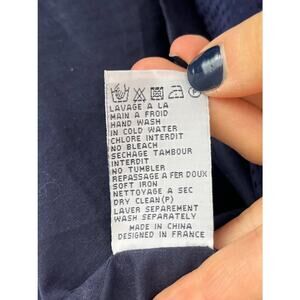 LAVAGE A LA
MAIN A FROID
HAND WASH
IN COLD WATER
CHLORE INTERDIT
NO BLEACH
SECHAGE TAMBOUR
INTERDIT
NO TUMBLER
REPASSAGE A FER DOUX
SOFT IRON
NETTOYAGE A SEC
DRY CLEAN(P)
LAVER SEPAREMENT
WASH SEPARATELY
MADE IN CHINA
DESIGNED IN FRANCE